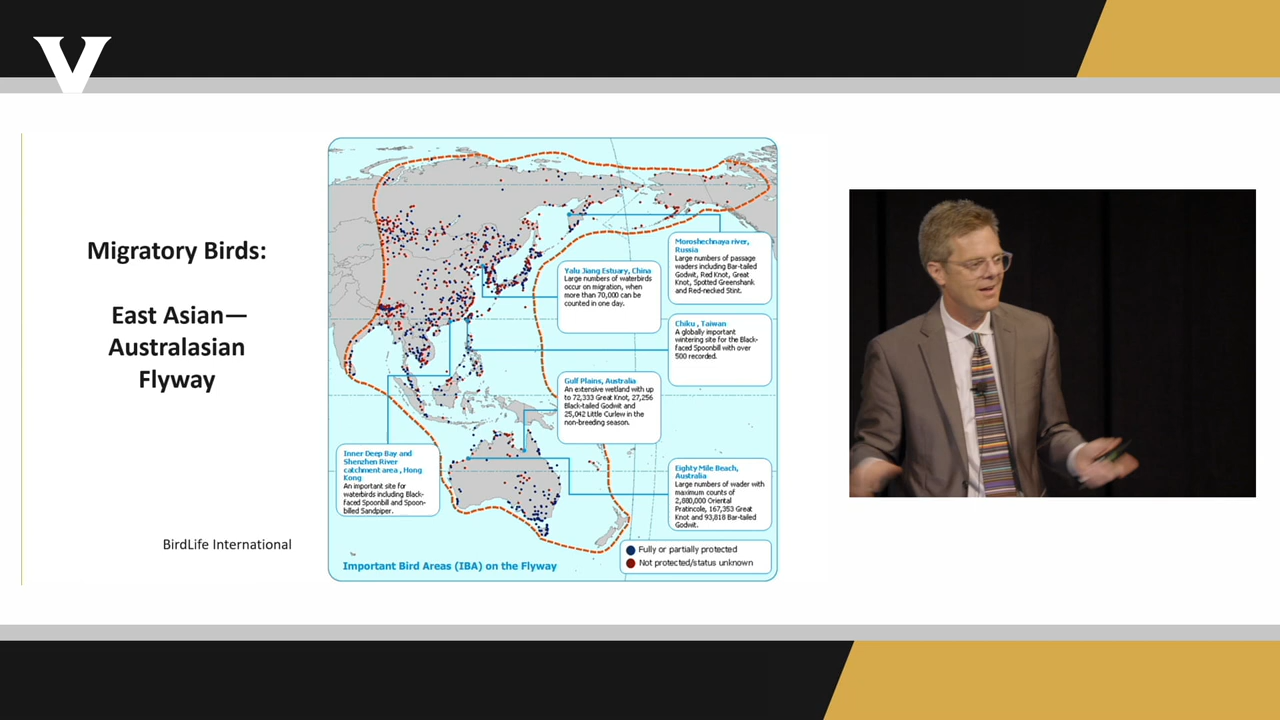 V
Migratory Birds:
East Asian—
Australasian
Flyway
BirdLife International
Moroshechnaya river,
Russia
Large numbers of passage
waders including Bar-tailed
Godwit, Red Knot, Great
Knot, Spotted Greenshank
and Red-necked Stint.
Yalu Jiang Estuary, China
Large numbers of waterbirds
occur on migration, when
more than 70,000 can be
counted in one day.
Chiku , Taiwan
A globally important
wintering site for the Black-
faced Spoonbill with over
500 recorded.
Gulf Plains, Australia
An extensive wetland with up
to 72,333 Great Knot, 27,256
Black-tailed Godwit and
25,042 Little Curlew in the
non-breeding season.
Inner Deep Bay and
Shenzhen River
catchment area , Hong
Kong
An important site for
waterbirds including Black-
faced Spoonbill and Spoon-
billed Sandpiper.
Eighty Mile Beach,
Australia
Large numbers of wader with
maximum counts of
2,880,000 Oriental
Pratincole, 167,353 Great
Knot and 93,818 Bar-tailed
Godwit.
Fully or partially protected
Not protected/status unknown
Important Bird Areas (IBA) on the Flyway